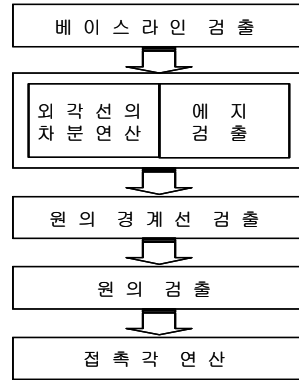 베이스라인 검출
외각선의
차분연산
에지
검출
원의 경계선 검출
원의 검출
접촉각 연산